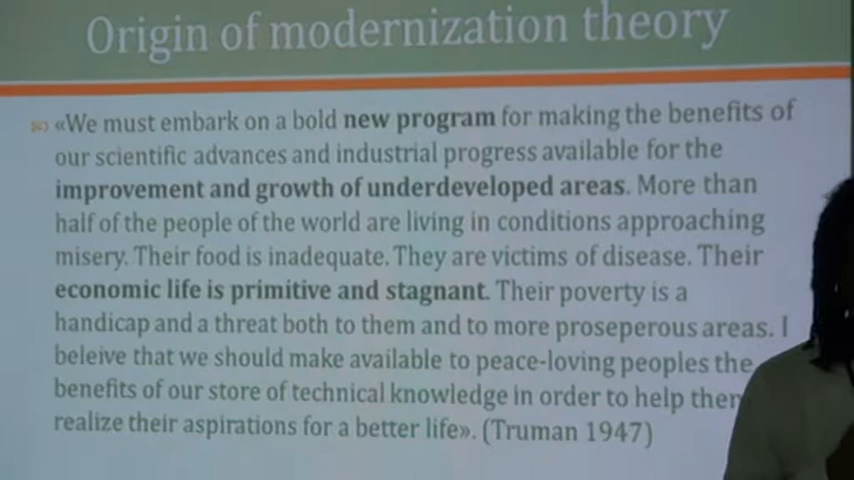 Origin of modernization theory
«We must embark on a bold new program for making the benefits of
our scientific advances and industrial progress available for the
improvement and growth of underdeveloped areas. More than
half of the people of the world are living in conditions approaching
misery. Their food is inadequate. They are victims of disease. Their
economic life is primitive and stagnant. Their poverty is a
handicap and a threat both to them and to more proseperous areas. I
beleive that we should make available to peace-loving peoples the
benefits of our store of technical knowledge in order to help them
realize their aspirations for a better life». (Truman 1947)